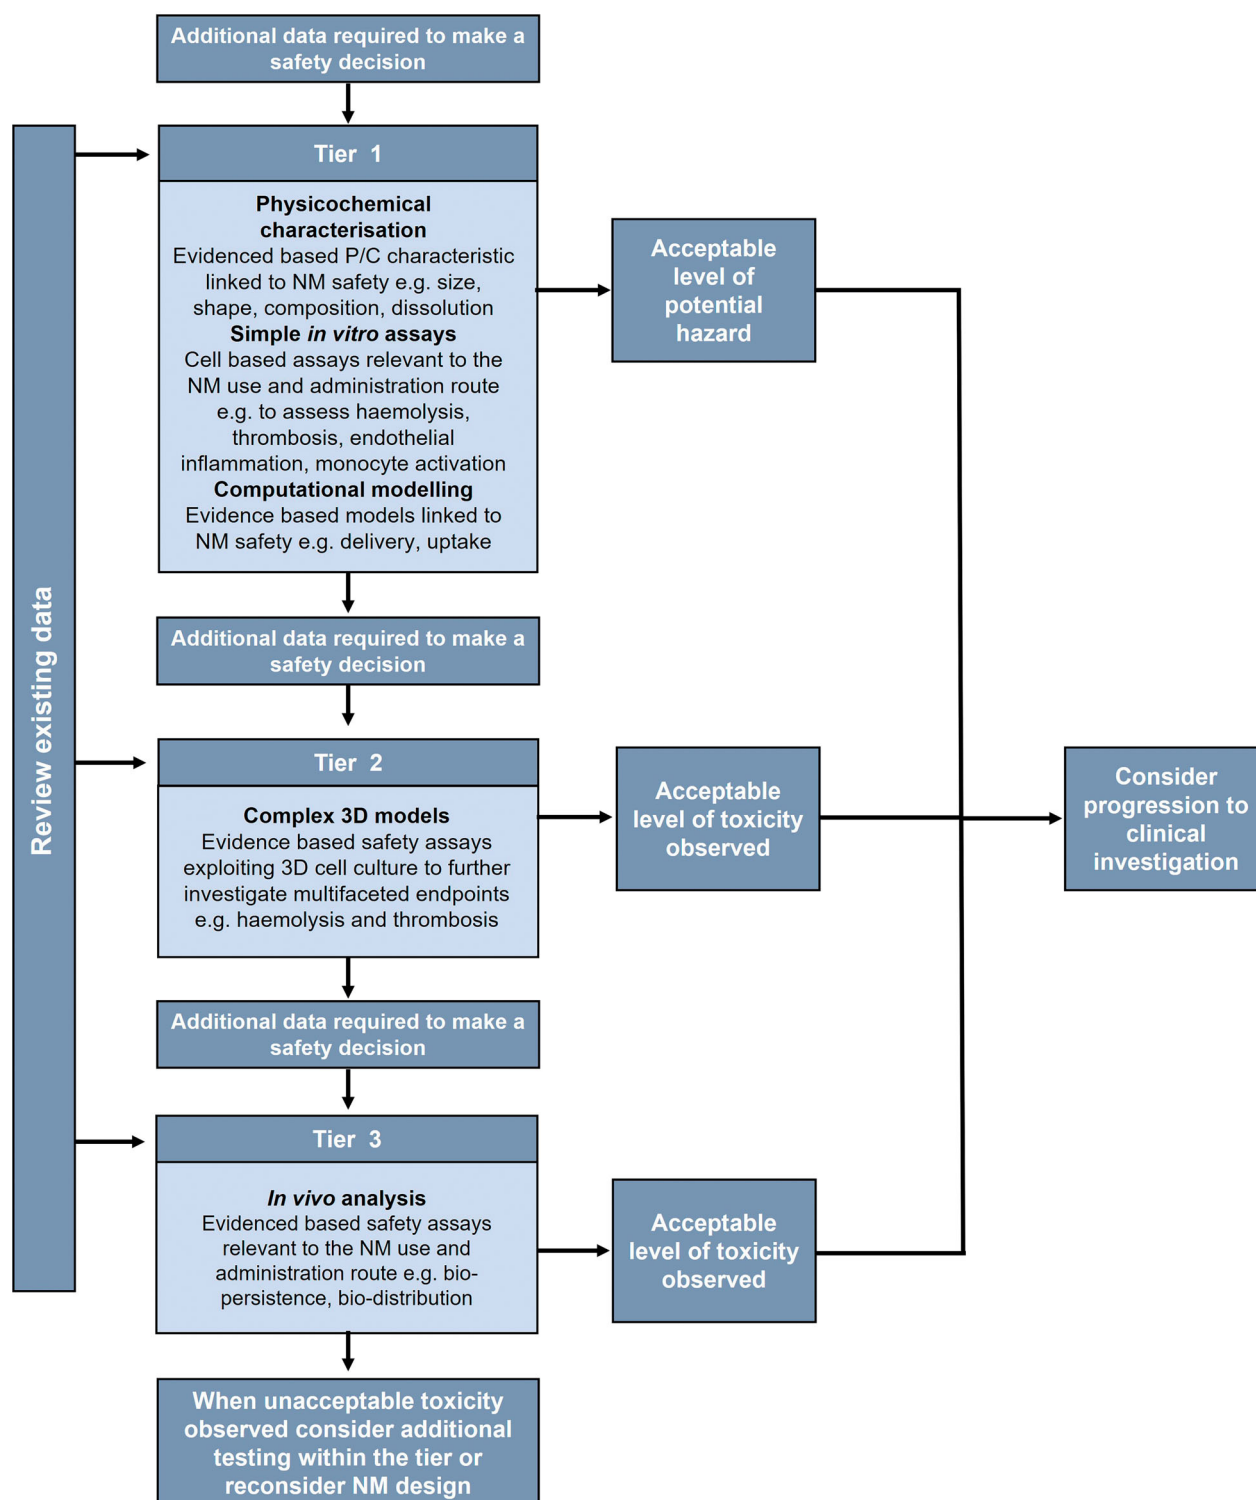 Additional data required to make a
safety decision
Review existing data
Tier 1
Physicochemical
characterisation
Evidenced based P/C characteristic
linked to NM safety e.g. size,
shape, composition, dissolution
Simple in vitro assays
Cell based assays relevant to the
NM use and administration route
e.g. to assess haemolysis,
thrombosis, endothelial
inflammation, monocyte activation
Computational modelling
Evidence based models linked to
NM safety e.g. delivery, uptake
Acceptable
level of
potential
hazard
Additional data required to make a
safety decision
Tier 2
Complex 3D models
Evidence based safety assays
exploiting 3D cell culture to further
investigate multifaceted endpoints
e.g. haemolysis and thrombosis
Acceptable
level of toxicity
observed
Consider
progression to
clinical
investigation
Additional data required to make a
safety decision
Tier 3
In vivo analysis
Evidenced based safety assays
relevant to the NM use and
administration route e.g. bio-
persistence, bio-distribution
Acceptable
level of toxicity
observed
When unacceptable toxicity
observed consider additional
testing within the tier or
reconsider NM design